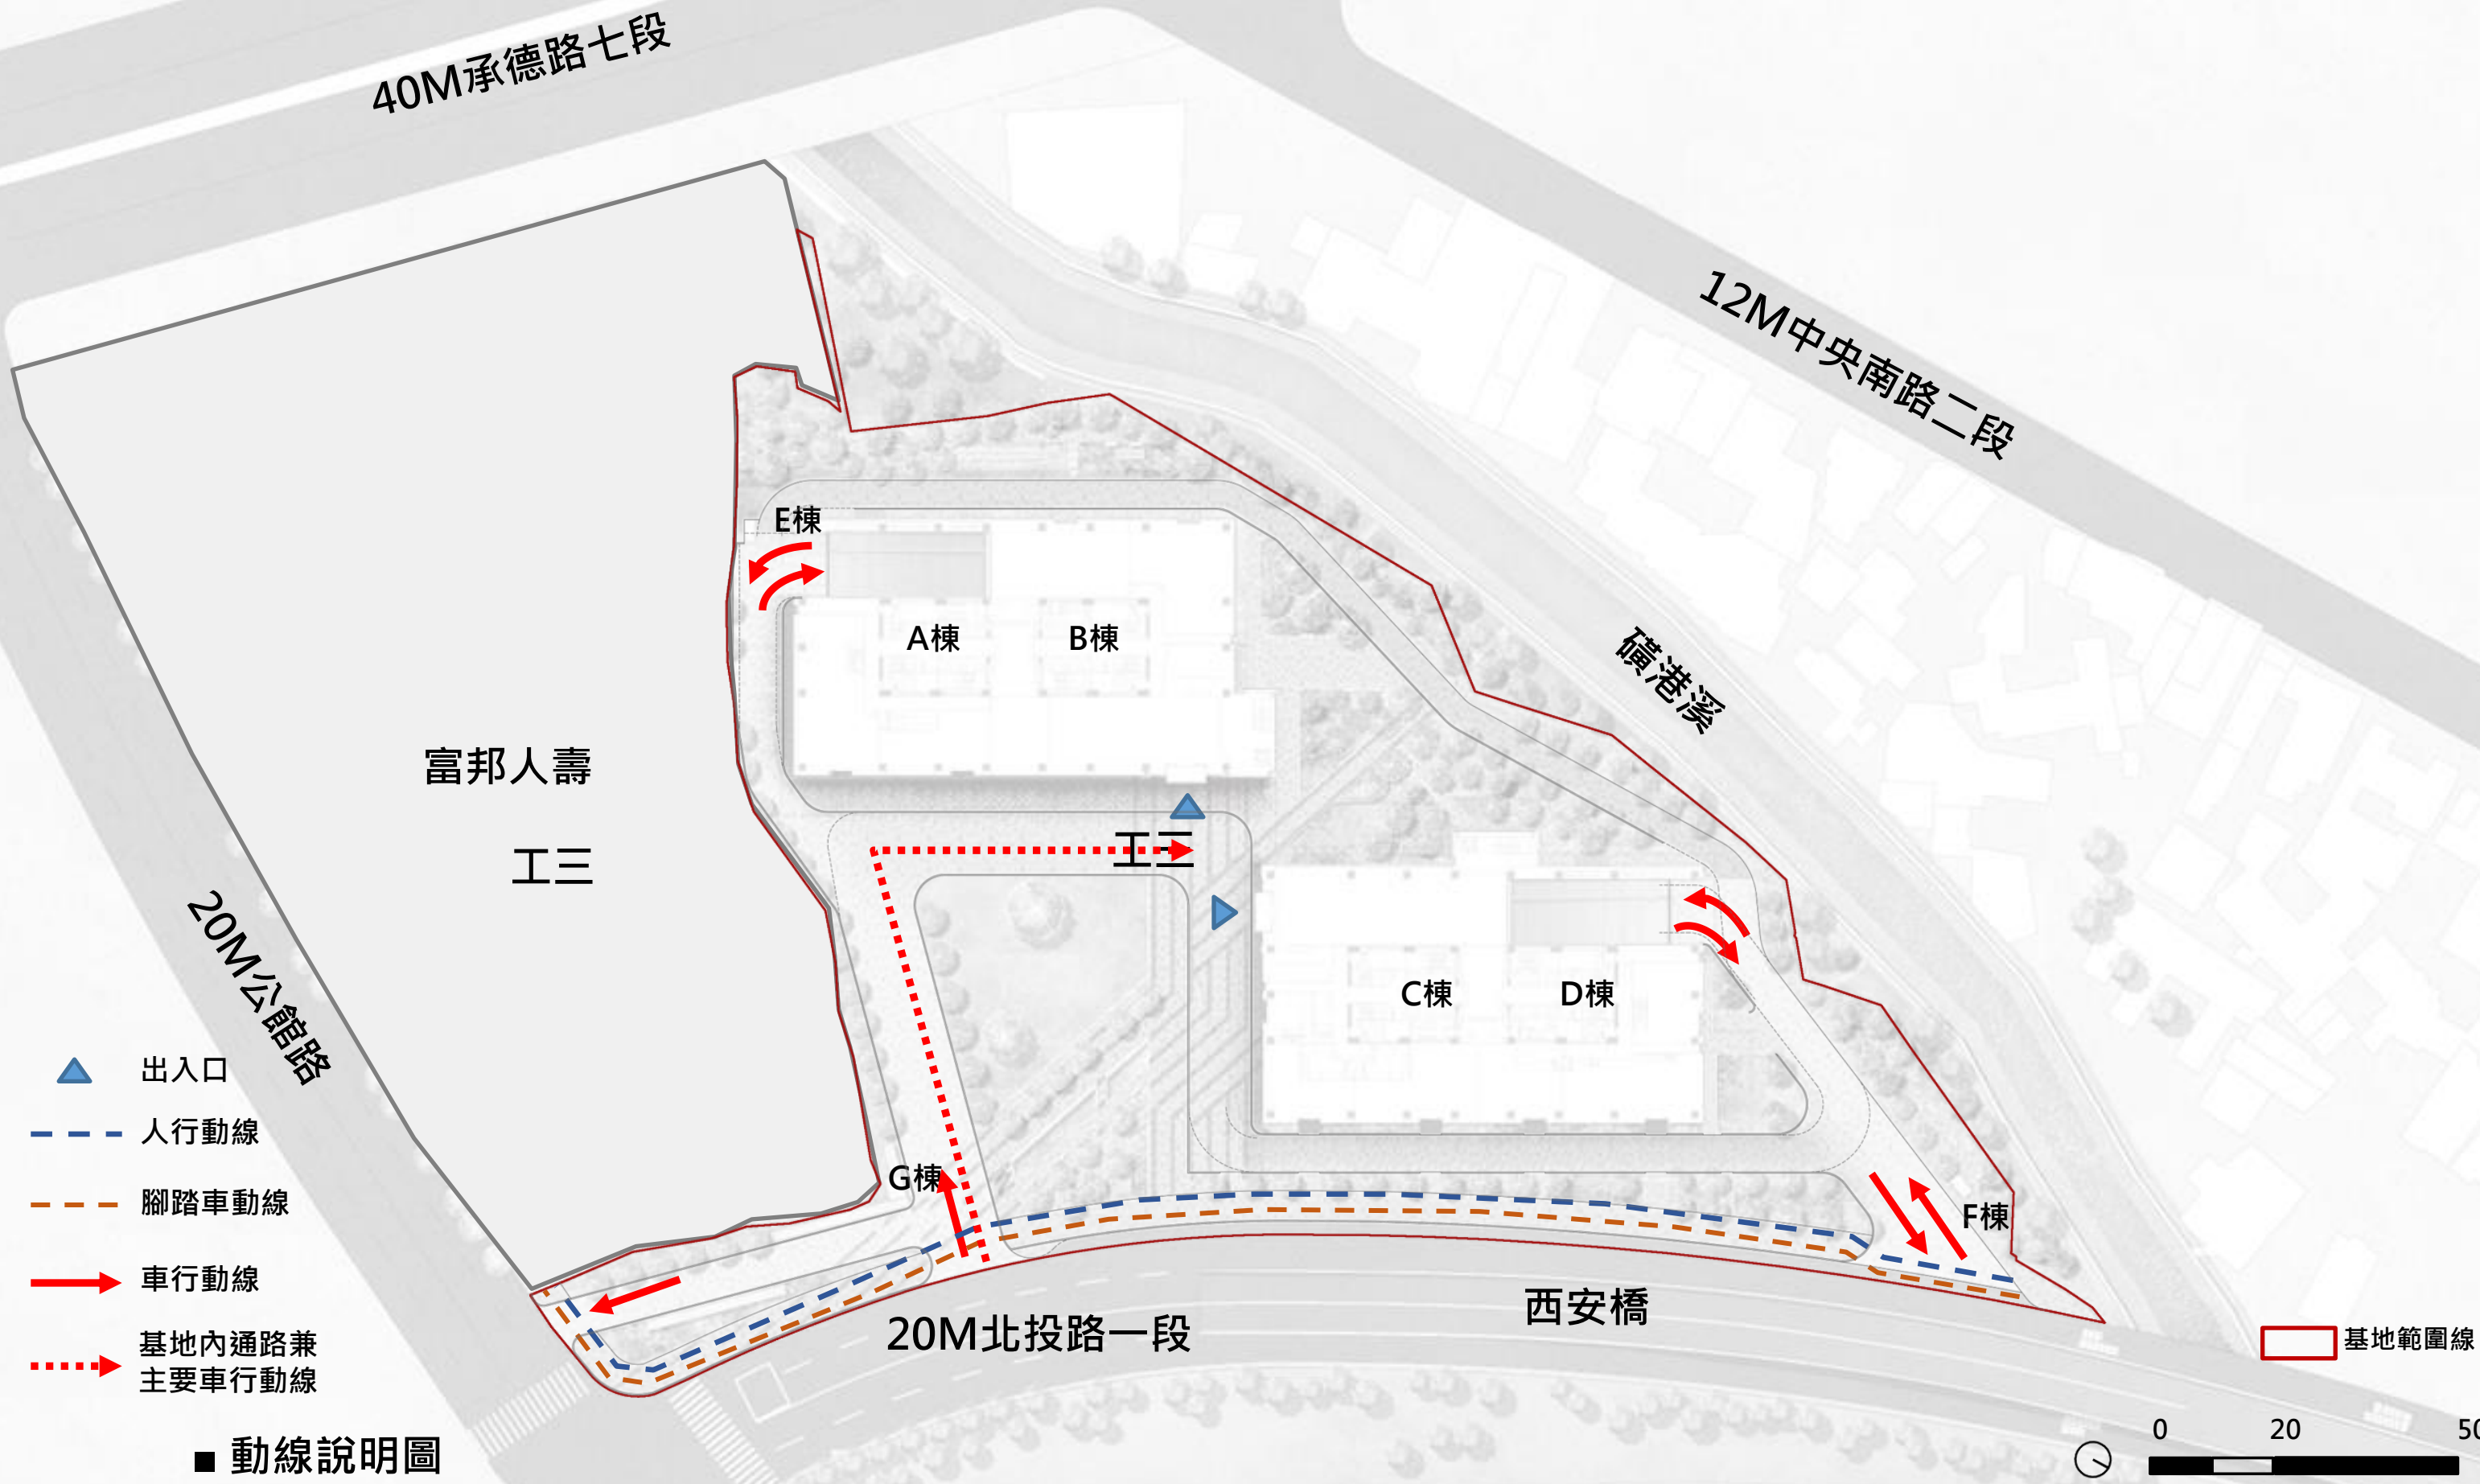 40M承德路七段
12M中央南路二段
E棟
A棟
B棟
磺港溪
富邦人壽
工三
工三
20M公館路
C棟
D棟
G棟
F棟
20M北投路一段
西安橋
出入口
人行動線
腳踏車動線
車行動線
基地內通路兼
主要車行動線
基地範圍線
■ 動線說明圖
0 20